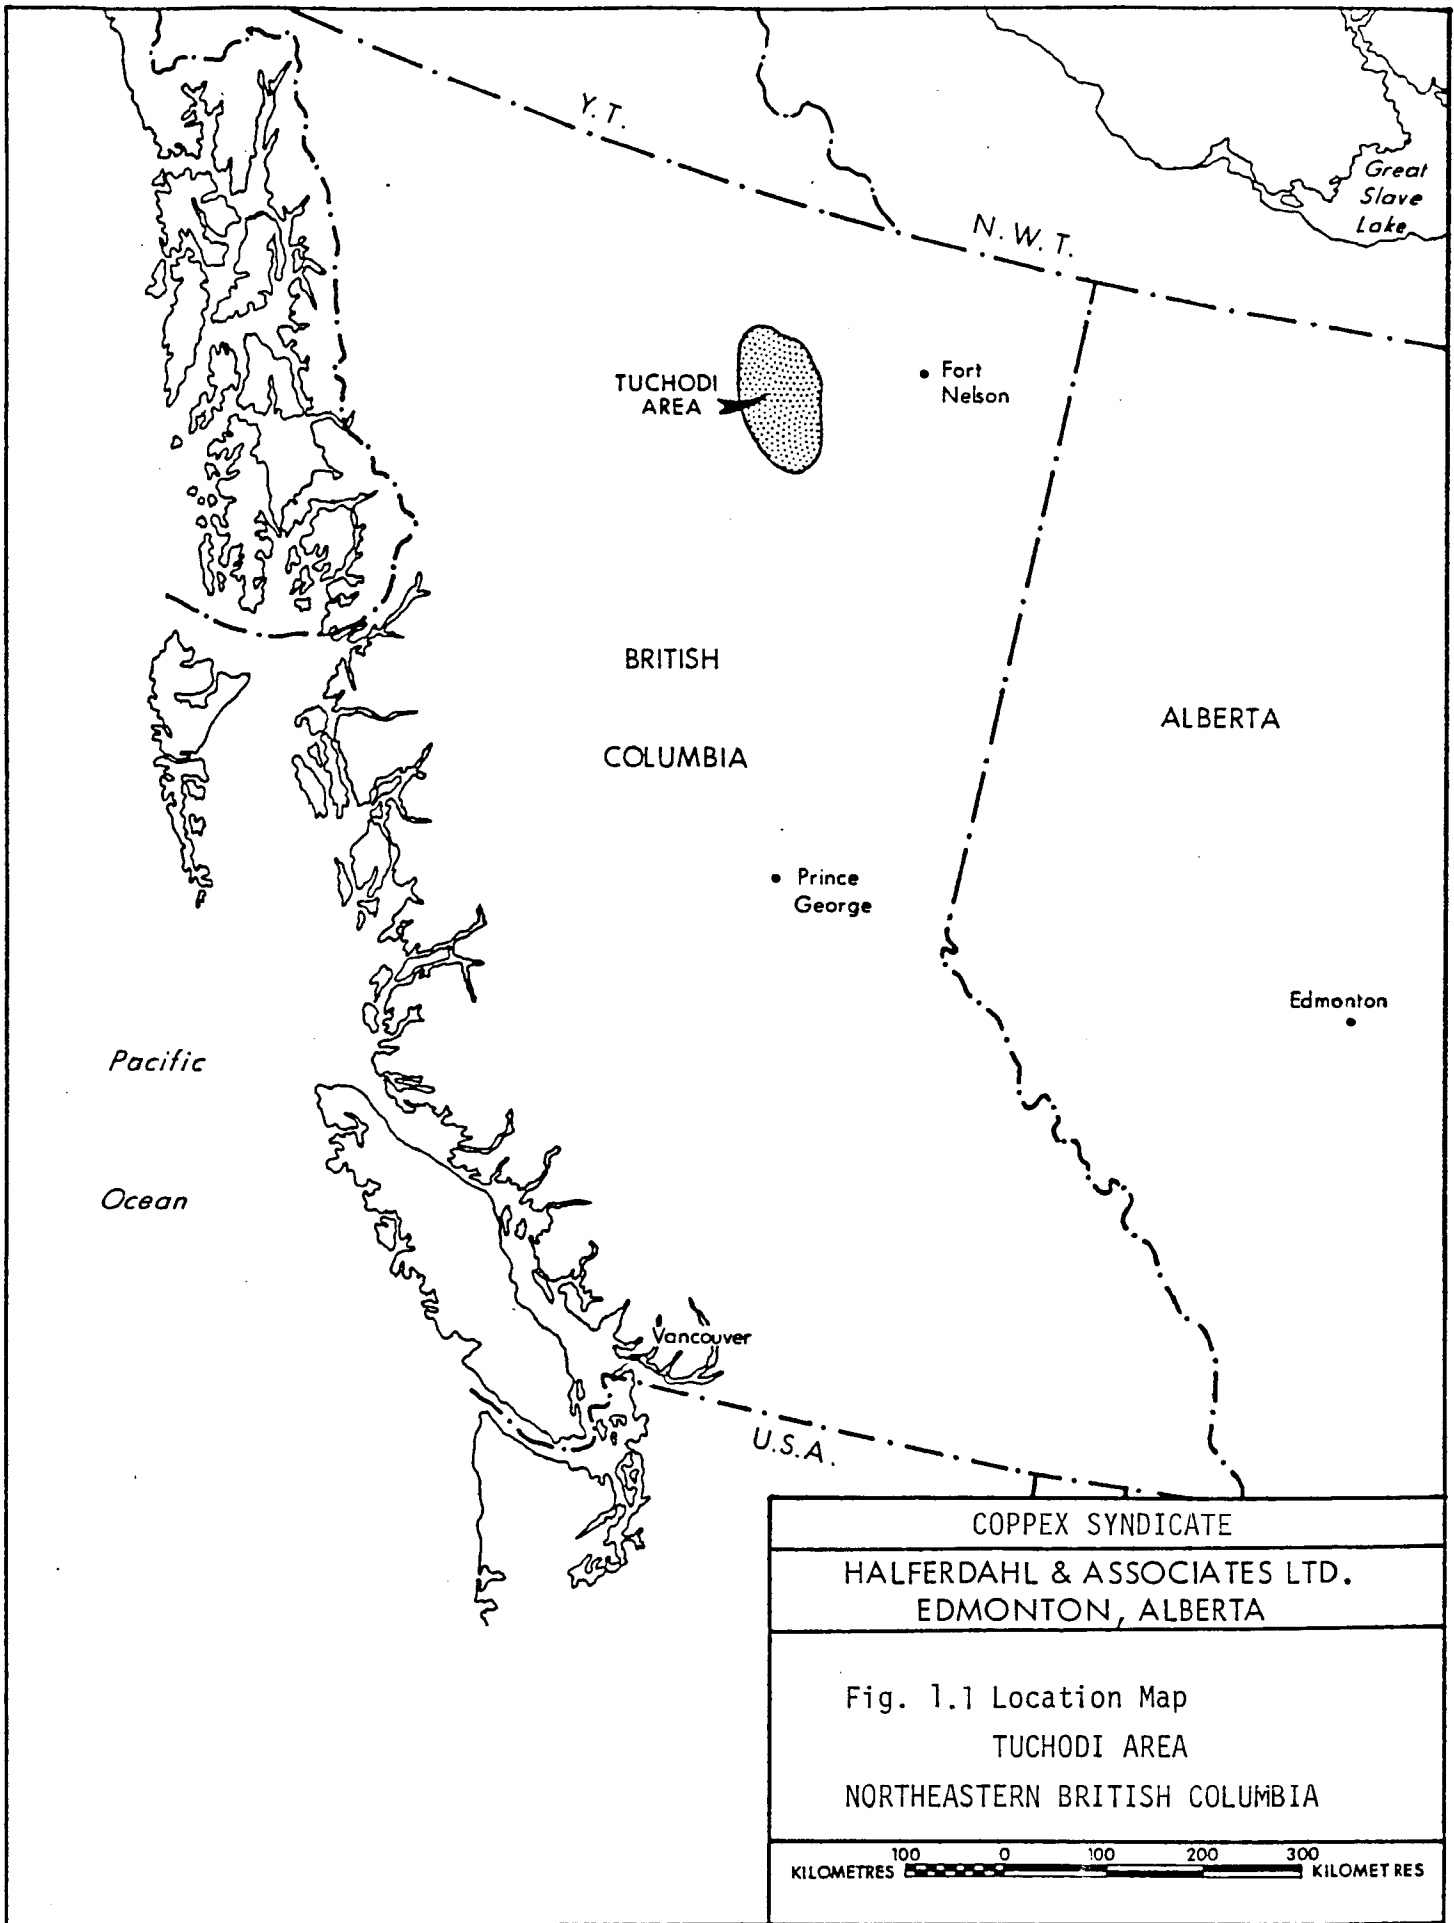 Y.T.
Great
Slave
Lake
N.W.T.
TUCHODI
AREA
Fort
Nelson
BRITISH
COLUMBIA
ALBERTA
Prince
George
Edmonton
Pacific
Ocean
Vancouver
U.S.A.
COPPEX SYNDICATE
HALFERDAHL & ASSOCIATES LTD.
EDMONTON, ALBERTA
Fig. 1.1 Location Map
TUCHODI AREA
NORTHEASTERN BRITISH COLUMBIA
100 0 100 200 300
KILOMETRES KILOMETRES